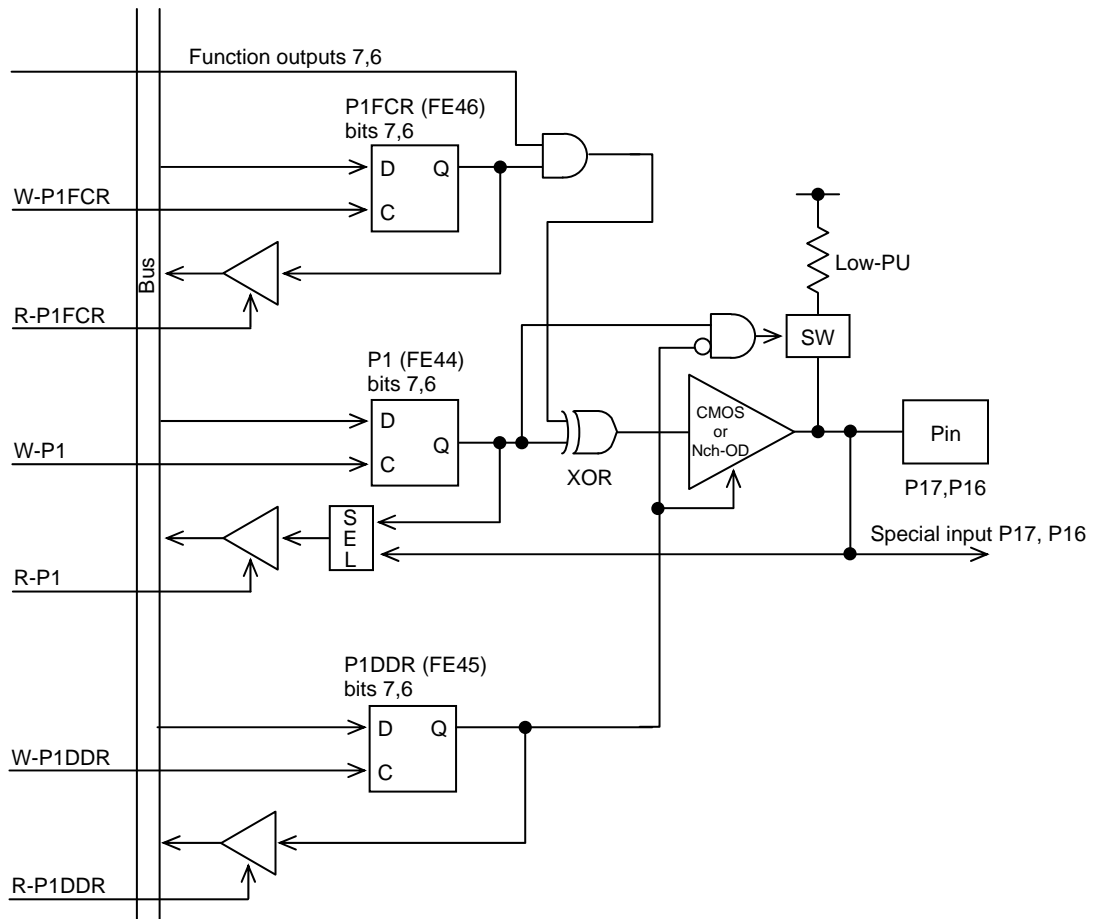 Function outputs 7,6
P1FCR (FE46)
bits 7,6
D
Q
W-P1FCR
C
Bus
R-P1FCR
Low-PU
SW
P1 (FE44)
bits 7,6
D
Q
W-P1
C
XOR
CMOS
or
Nch-OD
Pin
P17,P16
SEL
Special input P17, P16
R-P1
P1DDR (FE45)
bits 7,6
D
Q
W-P1DDR
C
R-P1DDR